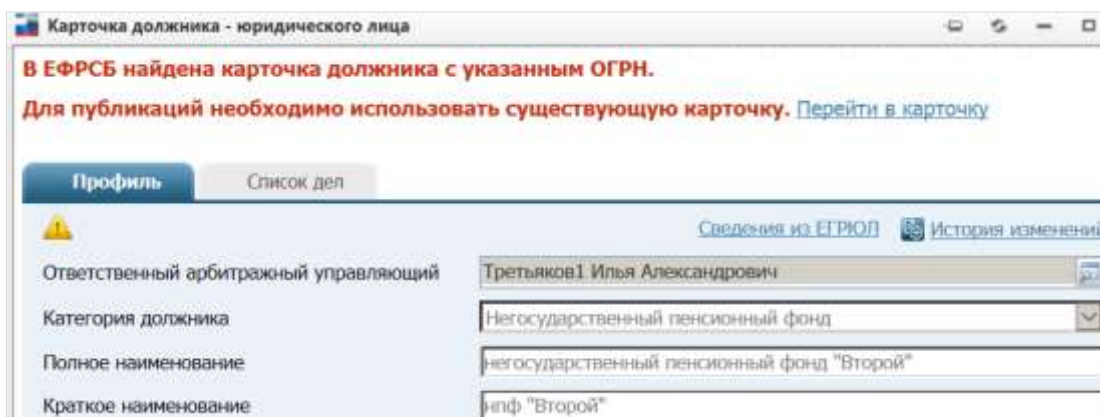 Карточка должника - юридического лица
В ЕФРСБ найдена карточка должника с указанным ОГРН.
Для публикаций необходимо использовать существующую карточку. Перейти в карточку
Профиль Список дел
Сведения из ЕГРЮЛ История изменений
Ответственный арбитражный управляющий Третьяков1 Илья Александрович
Категория должника Негосударственный пенсионный фонд
Полное наименование негосударственный пенсионный фонд "Второй"
Краткое наименование нпф "Второй"